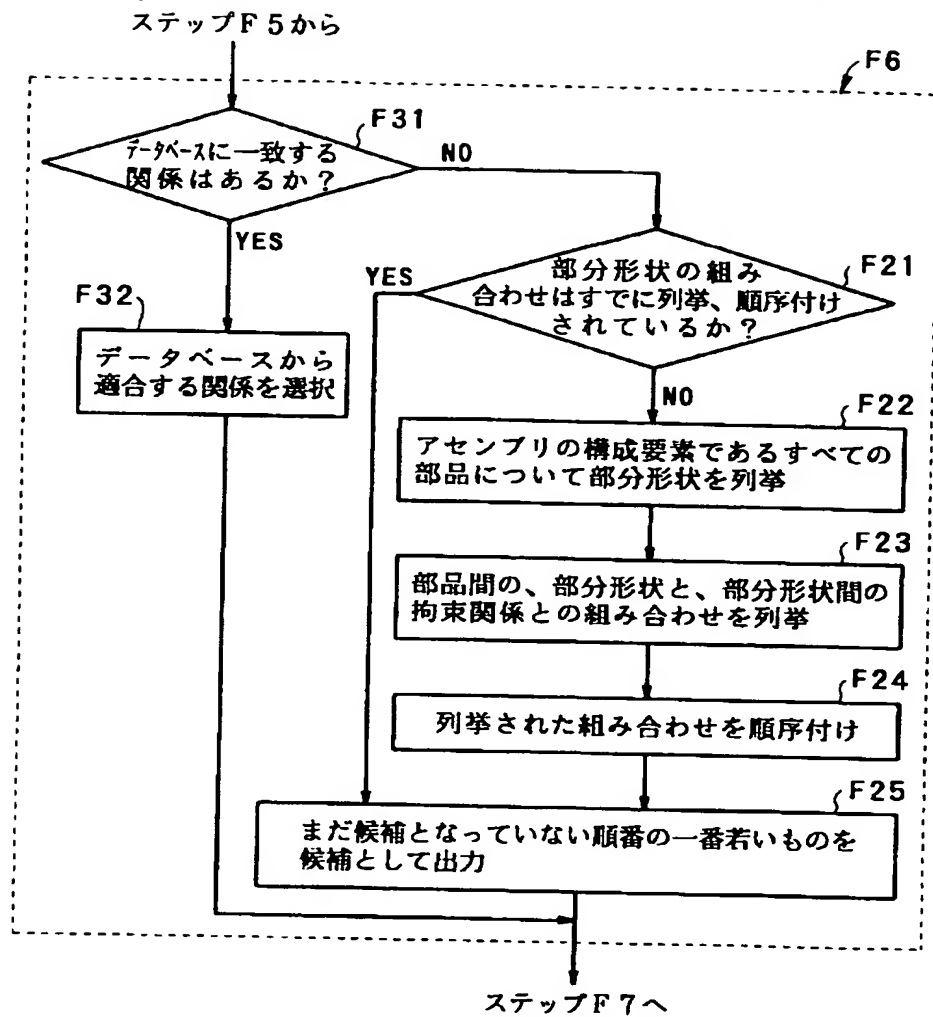 ステップF5から
F6
F31
データベースに一致する
関係はあるか?
NO
YES
F21
部分形状の組み
合わせはすでに列挙、順序付け
されているか?
YES
NO
F32
データベースから
適合する関係を選択
F22
アセンブリの構成要素であるすべての
部品について部分形状を列挙
F23
部品間の、部分形状と、部分形状間の
拘束関係との組み合わせを列挙
F24
列挙された組み合わせを順序付け
F25
まだ候補となっていない順番の一番若いものを
候補として出力
ステップF7へ